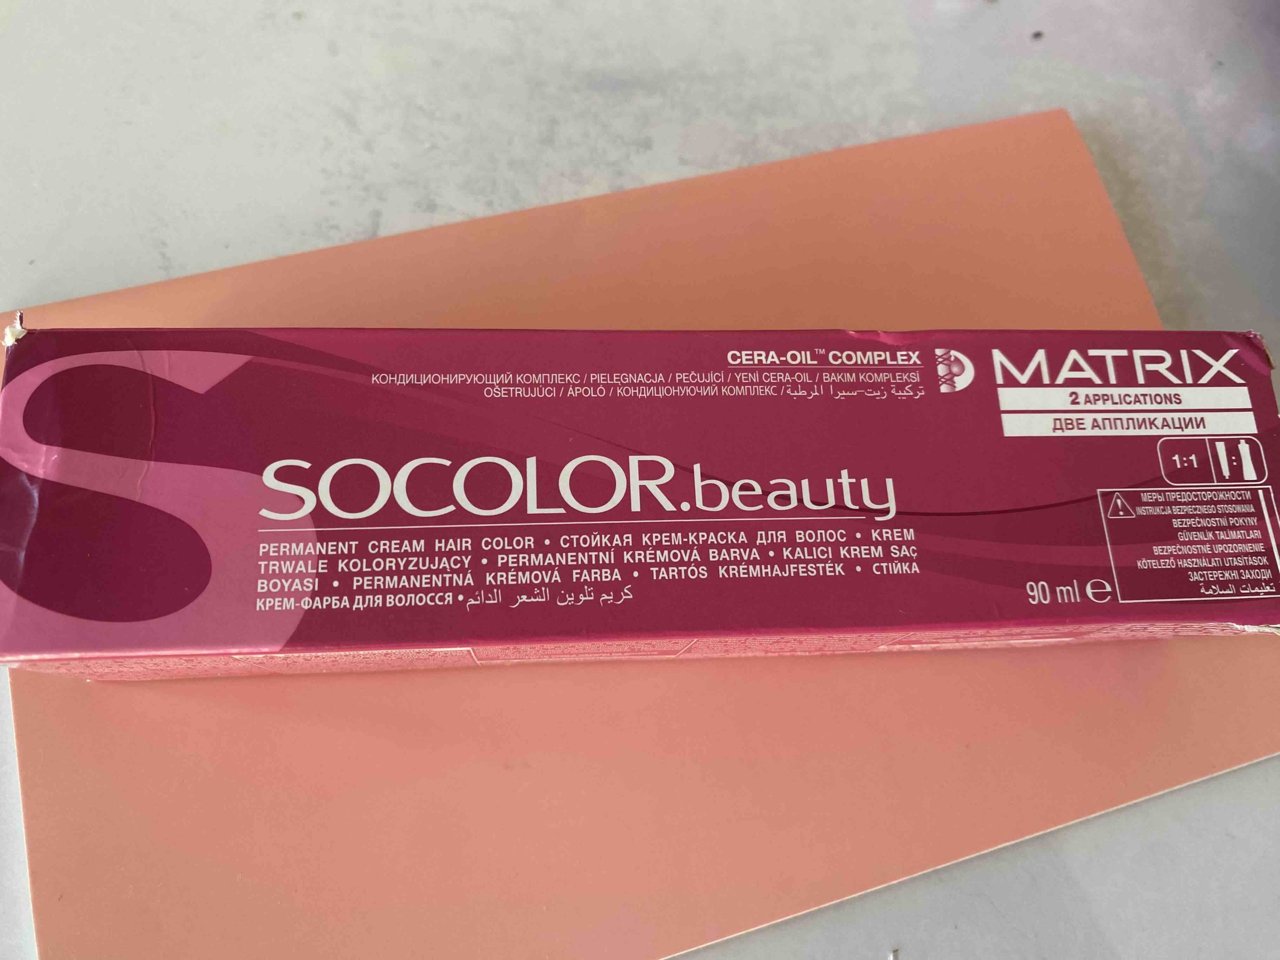 CERA-OIL™ COMPLEX
КОНДИЦИОНИРУЮЩИЙ КОМПЛЕКС / PIELĘGNACJA / PEČUJÍCÍ / YENİ CERA-OIL / BAKIM KOMPLEKSİ
OŠETRUJÚCI / ÁPOLÓ / КОНДИЦІОНУЮЧИЙ КОМПЛЕКС / تركيبة زيت-سيرا المرطبة
MATRIX
2 APPLICATIONS
ДВЕ АППЛИКАЦИИ
1:1
SOCOLOR.beauty
PERMANENT CREAM HAIR COLOR • СТОЙКАЯ КРЕМ-КРАСКА ДЛЯ ВОЛОС • KREM
TRWALE KOLORYZUJĄCY • PERMANENTNÍ KRÉMOVÁ BARVA • KALICI KREM SAÇ
BOYASI • PERMANENTNÁ KRÉMOVÁ FARBA • TARTÓS KRÉMHAJFESTÉK • СТІЙКА
КРЕМ-ФАРБА ДЛЯ ВОЛОССЯ • كريم تلوين الشعر الدائم
90 ml e
МЕРЫ ПРЕДОСТОРОЖНОСТИ
INSTRUKCJA BEZPIECZNEGO STOSOWANIA
BEZPEČNOSTNÍ POKYNY
GÜVENLİK TALİMATLARI
BEZPEČNOSTNÉ UPOZORNENIE
KÖTELEZŐ HASZNÁLATI UTASÍTÁSOK
ЗАСТЕРЕЖНІ ЗАХОДИ
تعليمات السلامة